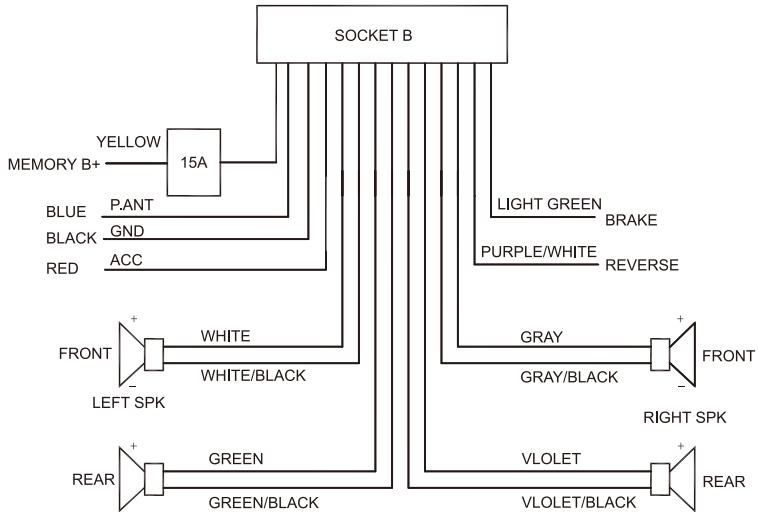 SOCKET B
YELLOW
MEMORY B+
15A
BLUE P.ANT
BLACK GND
RED ACC
LIGHT GREEN
BRAKE
PURPLE/WHITE
REVERSE
+
FRONT
WHITE
WHITE/BLACK
–
LEFT SPK
+
GRAY
GRAY/BLACK
FRONT
–
RIGHT SPK
+
REAR
GREEN
GREEN/BLACK
–
+
VLOLET
VLOLET/BLACK
REAR
–